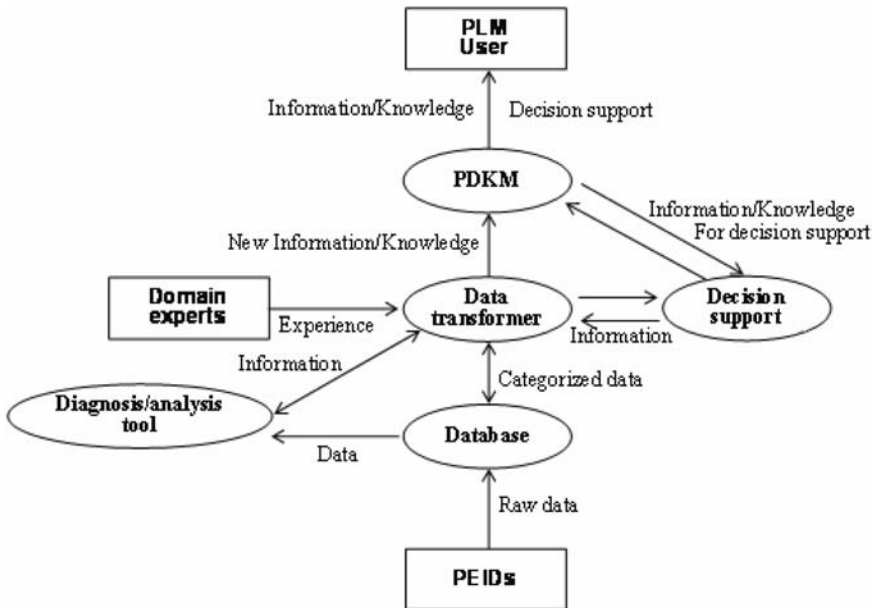 PLM
User
Information/Knowledge
Decision support
PDKM
Information/Knowledge
For decision support
New Information/Knowledge
Domain
experts
Experience
Data
transformer
Decision
support
Information
Information
Categorized data
Diagnosis/analysis
tool
Data
Database
Raw data
PEIDs